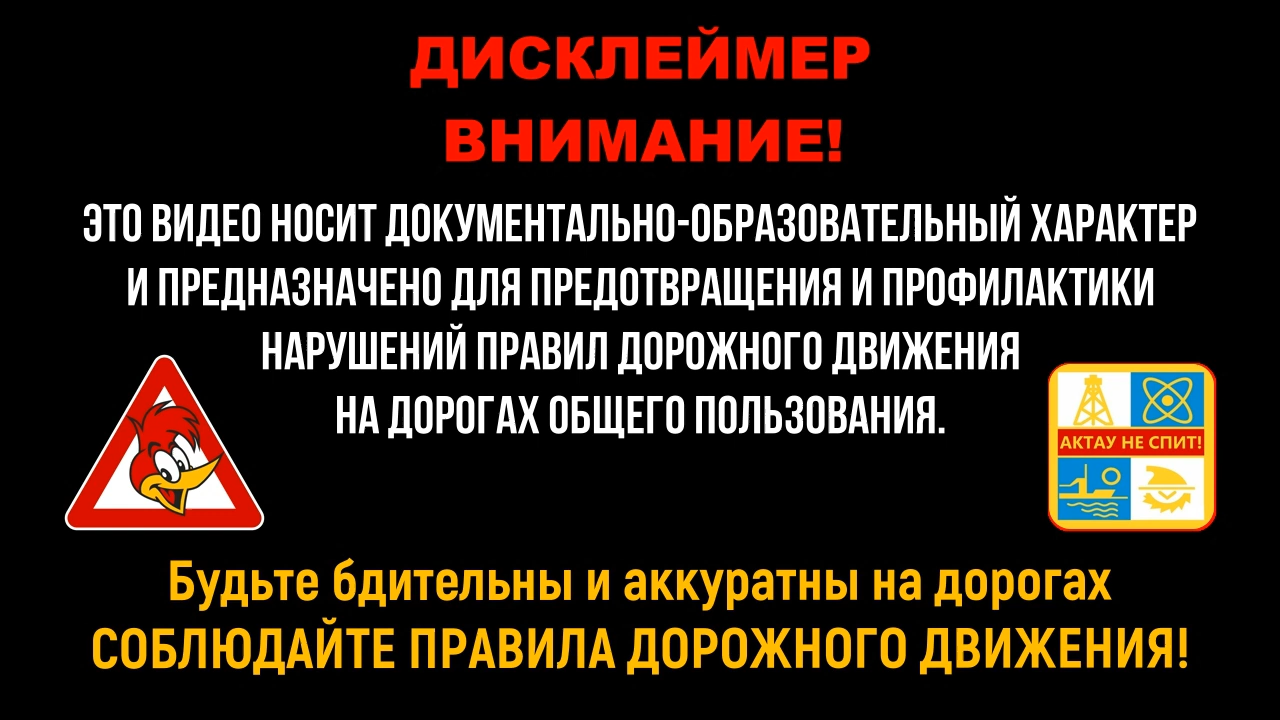 ДИСКЛЕЙМЕР
ВНИМАНИЕ!
ЭТО ВИДЕО НОСИТ ДОКУМЕНТАЛЬНО-ОБРАЗОВАТЕЛЬНЫЙ ХАРАКТЕР
И ПРЕДНАЗНАЧЕНО ДЛЯ ПРЕДОТВРАЩЕНИЯ И ПРОФИЛАКТИКИ
НАРУШЕНИЙ ПРАВИЛ ДОРОЖНОГО ДВИЖЕНИЯ
НА ДОРОГАХ ОБЩЕГО ПОЛЬЗОВАНИЯ.
АКТАУ НЕ СПИТ!
Будьте бдительны и аккуратны на дорогах
СОБЛЮДАЙТЕ ПРАВИЛА ДОРОЖНОГО ДВИЖЕНИЯ!